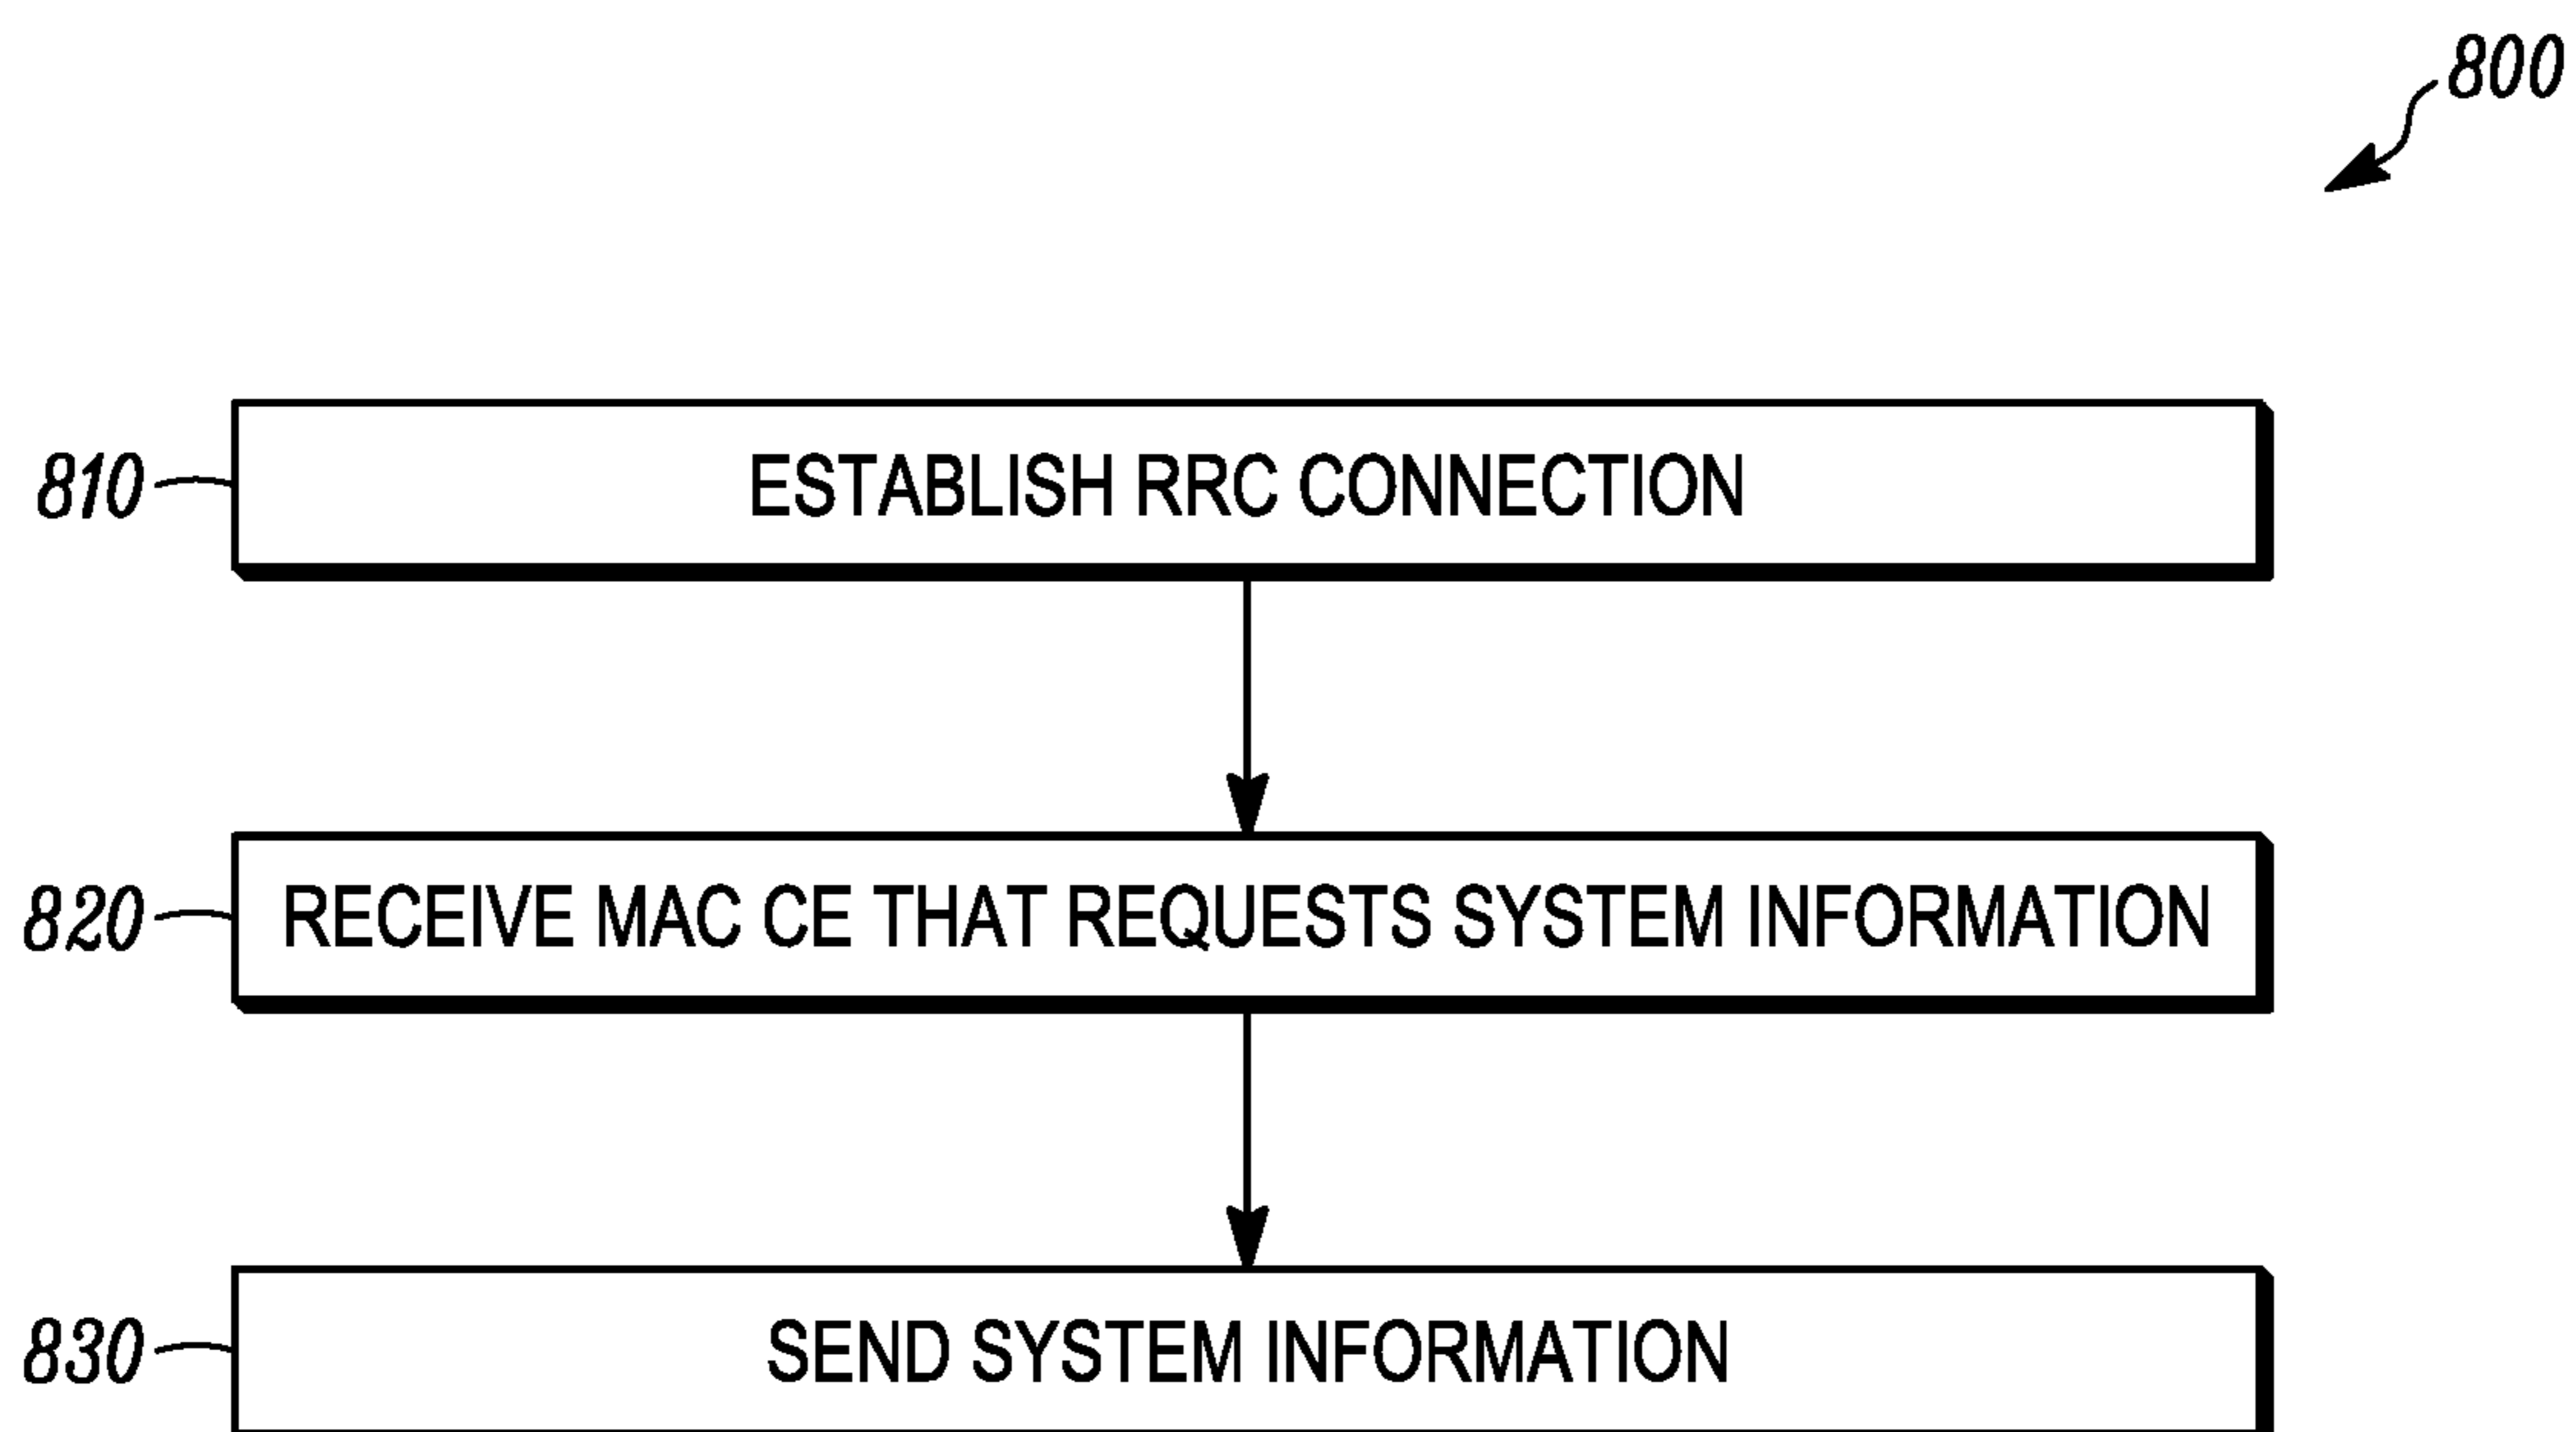 800
810 ESTABLISH RRC CONNECTION
820 RECEIVE MAC CE THAT REQUESTS SYSTEM INFORMATION
830 SEND SYSTEM INFORMATION